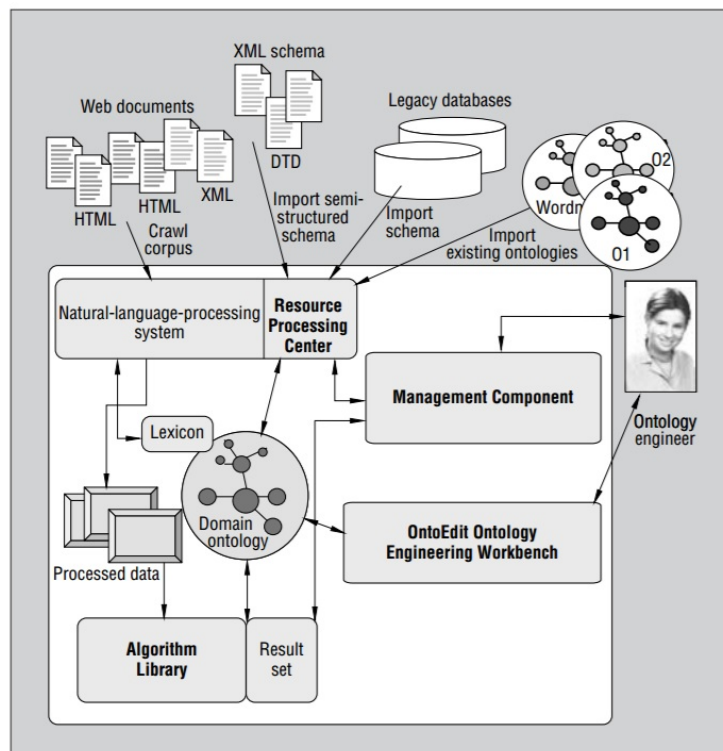 XML schema
Web documents
DTD
Legacy databases
HTML
HTML
XML
Crawl
corpus
Import semi-
structured
schema
Import
schema
O2
O1
Import
existing ontologies
Natural-language-processing
system
Resource
Processing
Center
Management Component
Ontology
engineer
Lexicon
Domain
ontology
OntoEdit Ontology
Engineering Workbench
Processed data
Algorithm
Library
Result
set